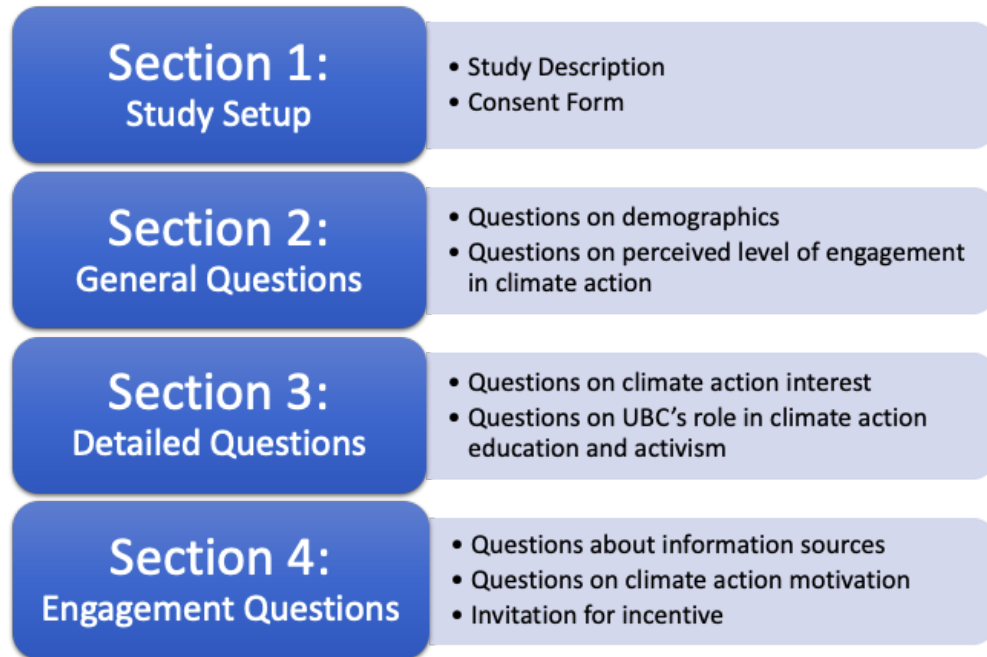 Section 1:
Study Setup
• Study Description
• Consent Form
Section 2:
General Questions
• Questions on demographics
• Questions on perceived level of engagement
in climate action
Section 3:
Detailed Questions
• Questions on climate action interest
• Questions on UBC’s role in climate action
education and activism
Section 4:
Engagement Questions
• Questions about information sources
• Questions on climate action motivation
• Invitation for incentive